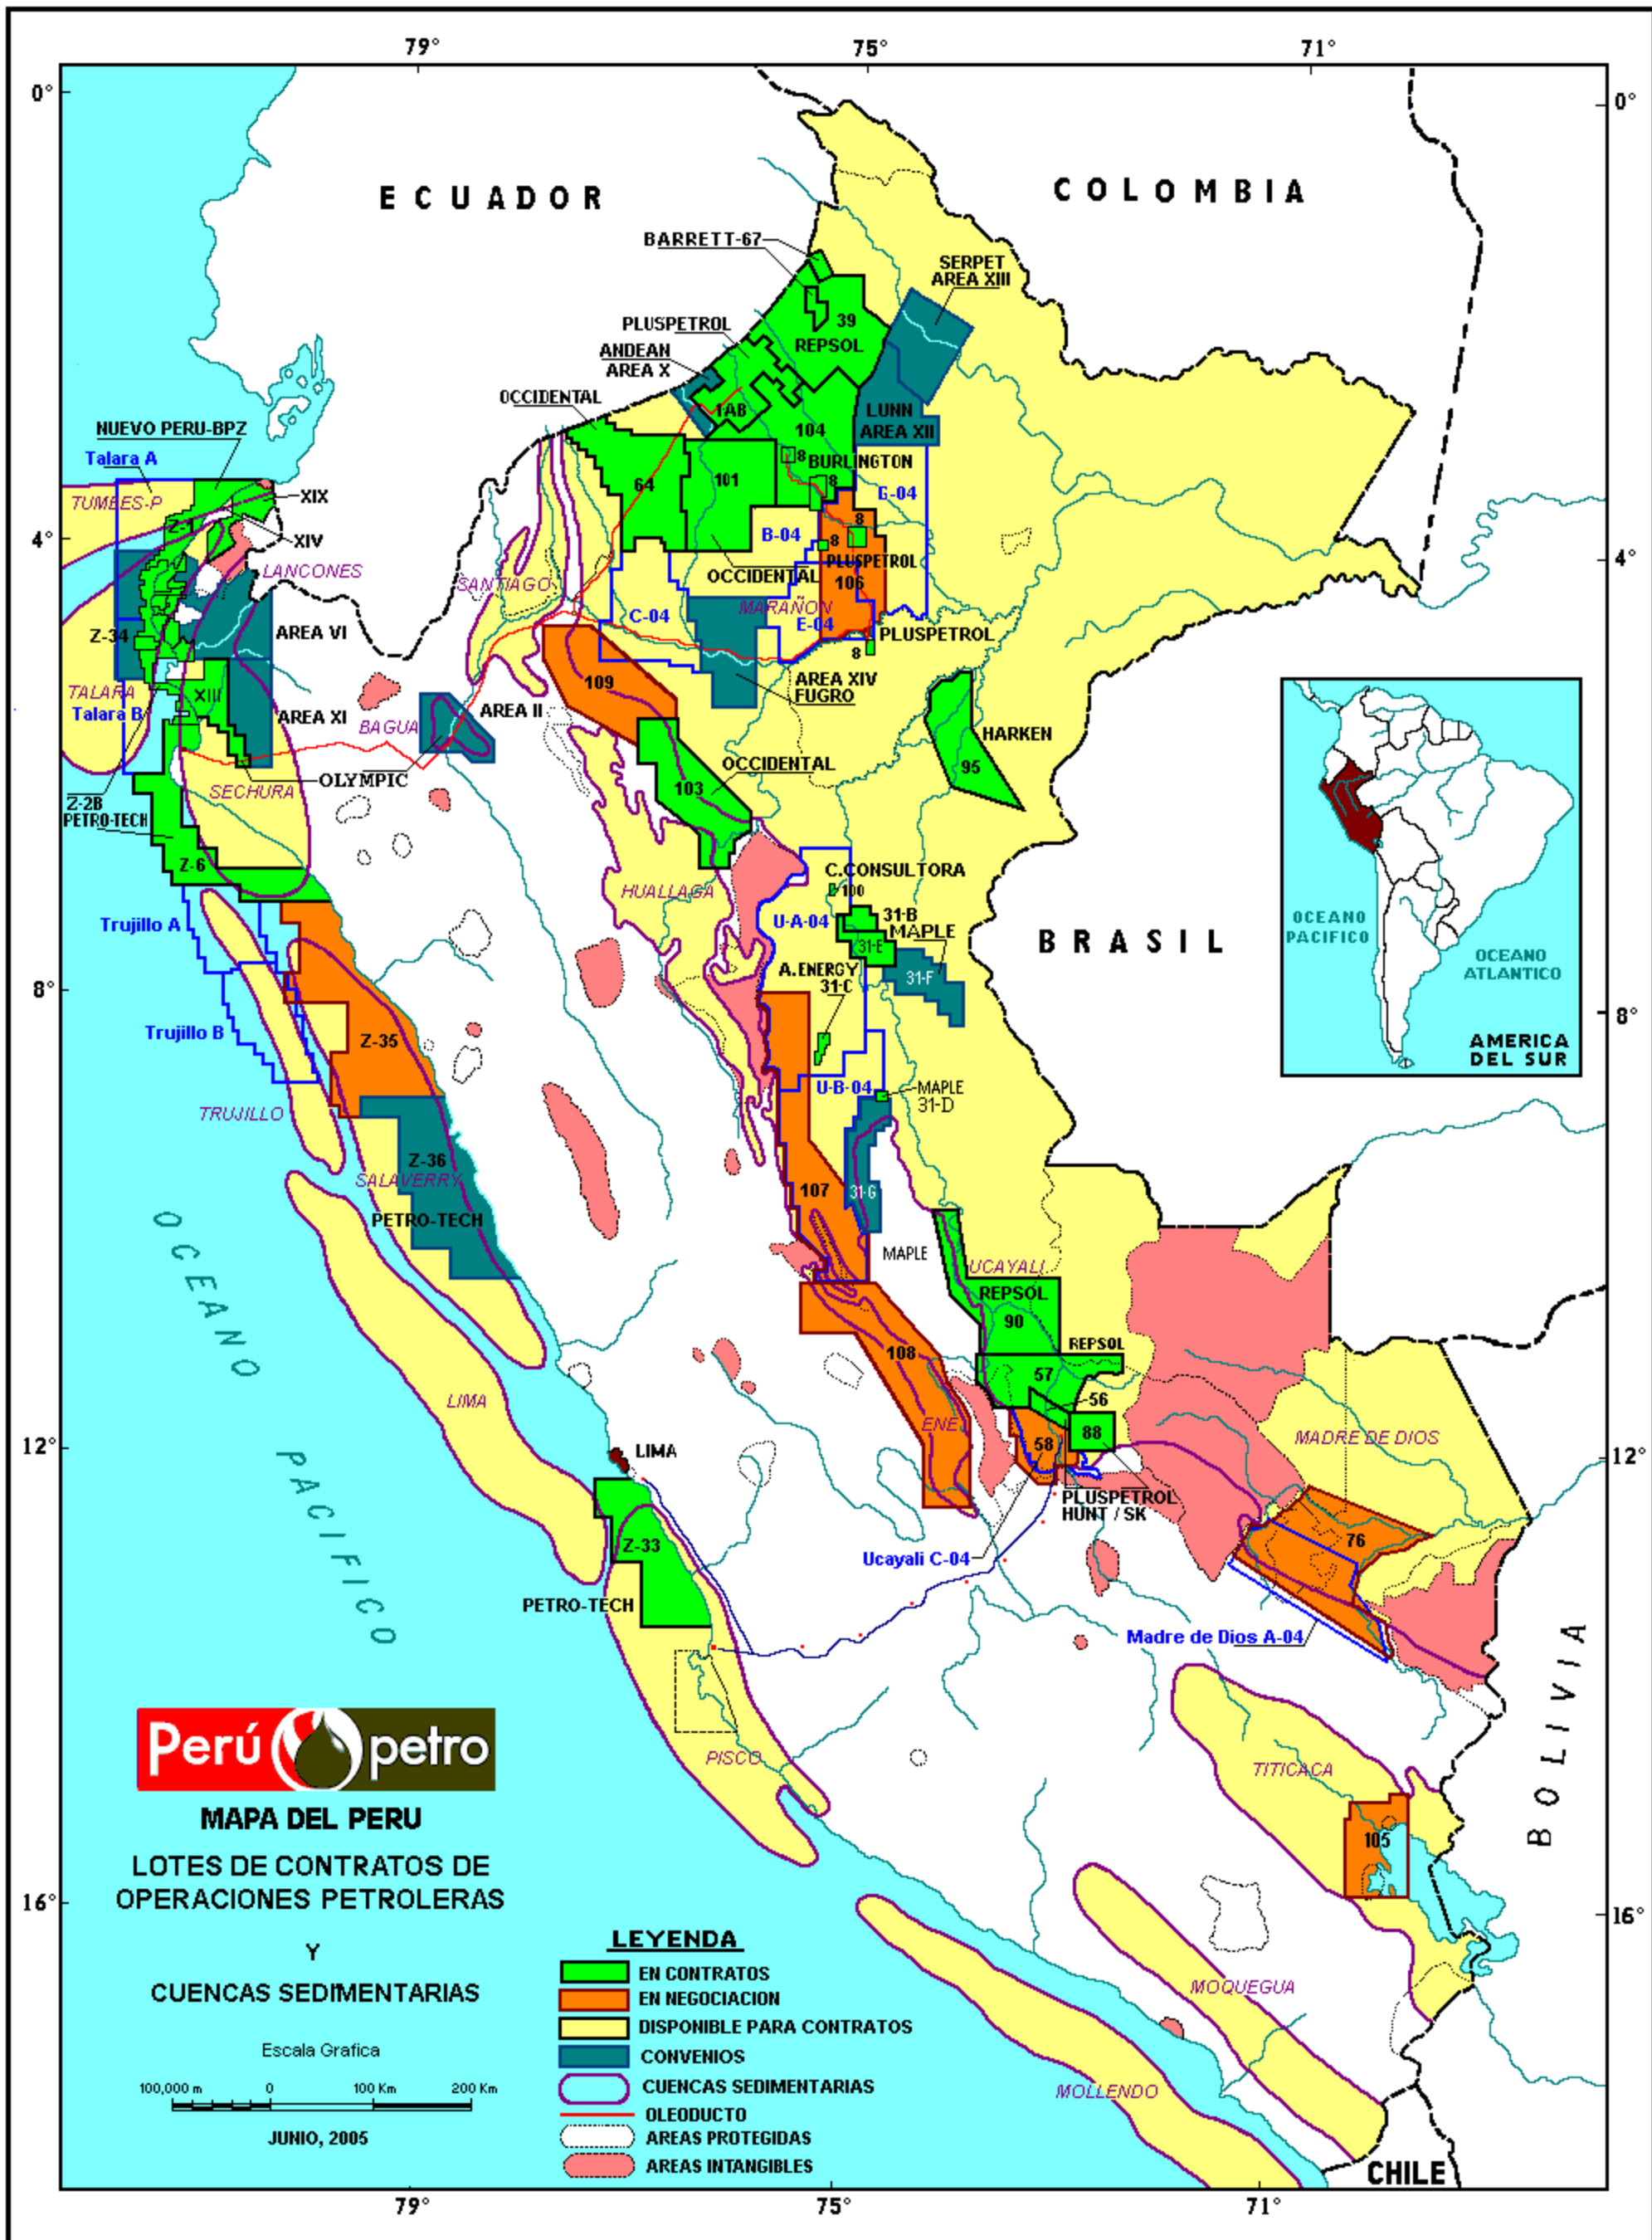 79°
75°
71°
0°
0°
ECUADOR
COLOMBIA
BARRETT-67
SERPET
AREA XIII
39
REPSOL
PLUSPETROL
ANDEAN
AREA X
OCCIDENTAL
1-AB
LUNN
AREA XII
104
NUEVO PERU-BPZ
Talara A
8
BURLINGTON
64
101
8
G-04
TUMBES-P
XIX
Z-1
8
B-04
8
XIV
4°
4°
PLUSPETROL
LANCONES
SANTIAGO
OCCIDENTAL
106
MARAÑON
C-04
E-04
Z-34
AREA VI
PLUSPETROL
8
109
AREA XIV
FUGRO
TALARA
XIII
Talara B
AREA XI
BAGUA
AREA II
HARKEN
OCCIDENTAL
95
OLYMPIC
103
SECHURA
Z-2B
PETRO-TECH
Z-6
C.CONSULTORA
100
HUALLAGA
Trujillo A
U-A-04
31-B
MAPLE
31-E
BRASIL
A.ENERGY
31-C
31-F
8°
8°
Trujillo B
Z-35
U-B-04
MAPLE
31-D
TRUJILLO
Z-36
SALAVERRY
107
31-G
PETRO-TECH
MAPLE
UCAYALI
REPSOL
90
OCEANO PACIFICO
REPSOL
108
57
56
LIMA
ENE
88
58
MADRE DE DIOS
12°
12°
LIMA
PLUSPETROL
HUNT / SK
Z-33
76
Ucayali C-04
PETRO-TECH
Madre de Dios A-04
BOLIVIA
PISCO
TITICACA
105
16°
16°
MOQUEGUA
MOLLENDO
CHILE
79°
75°
71°
OCEANO
PACIFICO
OCEANO
ATLANTICO
AMERICA
DEL SUR
Perú petro
MAPA DEL PERU
LOTES DE CONTRATOS DE
OPERACIONES PETROLERAS
Y
CUENCAS SEDIMENTARIAS
Escala Grafica
100,000 m 0 100 Km 200 Km
JUNIO, 2005
LEYENDA
EN CONTRATOS
EN NEGOCIACION
DISPONIBLE PARA CONTRATOS
CONVENIOS
CUENCAS SEDIMENTARIAS
OLEODUCTO
AREAS PROTEGIDAS
AREAS INTANGIBLES